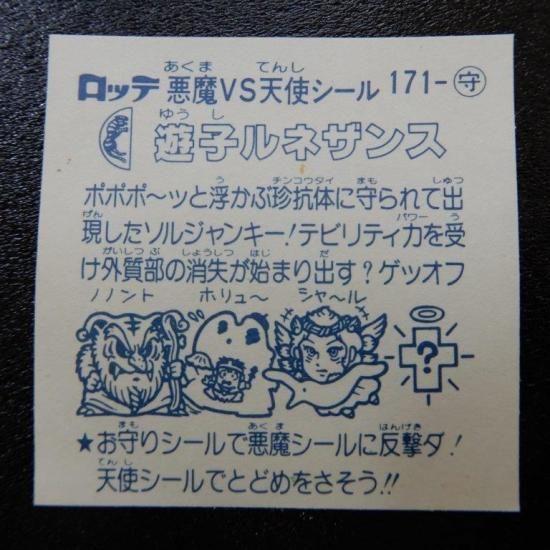 ロッテ 悪魔VS天使シール 171-守
遊子ルネザンス
ポポポ〜ッと浮かぶ珍抗体に守られて出
現したソルジャンキー!テビリティ力を受
け外質部の消失が始まり出す?ゲッオフ
ノノント ホリュ〜 シャ〜ル
?
★お守りシールで悪魔シールに反撃ダ!
天使シールでとどめをさそう!!